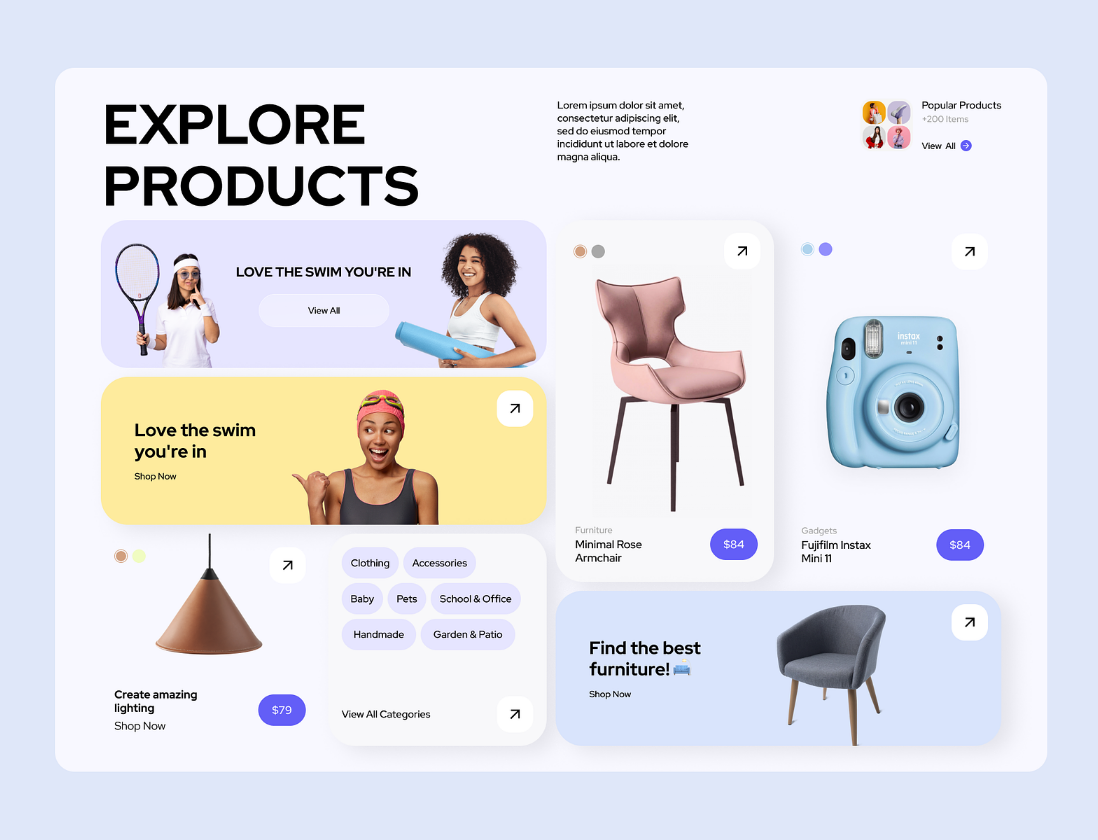 EXPLORE
PRODUCTS
Lorem ipsum dolor sit amet,
consectetur adipiscing elit,
sed do eiusmod tempor
incididunt ut labore et dolore
magna aliqua.
Popular Products
+200 Items
View All
LOVE THE SWIM YOU'RE IN
View All
Love the swim
you're in
Shop Now
Create amazing
lighting
Shop Now
$79
Clothing
Accessories
Baby
Pets
School & Office
Handmade
Garden & Patio
View All Categories
Furniture
Minimal Rose
Armchair
$84
instax
mini 11
Gadgets
Fujifilm Instax
Mini 11
$84
Find the best
furniture!
Shop Now